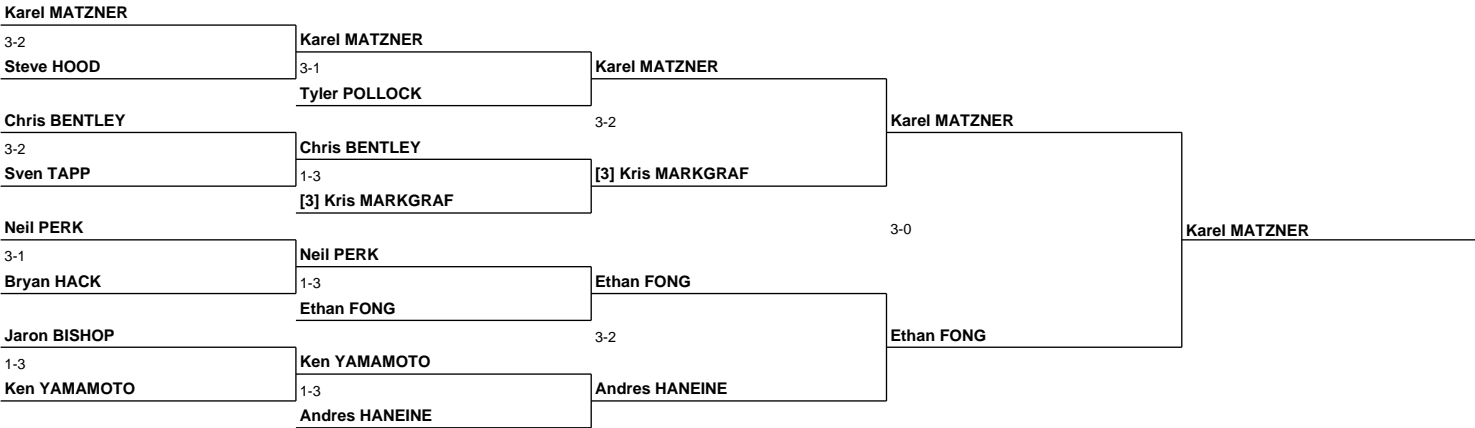 Karel MATZNER
3-2
Karel MATZNER
Steve HOOD
3-1
Karel MATZNER
Tyler POLLOCK
Chris BENTLEY
3-2
Karel MATZNER
3-2
Chris BENTLEY
Sven TAPP
1-3
[3] Kris MARKGRAF
[3] Kris MARKGRAF
Neil PERK
3-0
Karel MATZNER
3-1
Neil PERK
Bryan HACK
1-3
Ethan FONG
Ethan FONG
Jaron BISHOP
3-2
Ethan FONG
1-3
Ken YAMAMOTO
Ken YAMAMOTO
1-3
Andres HANEINE
Andres HANEINE